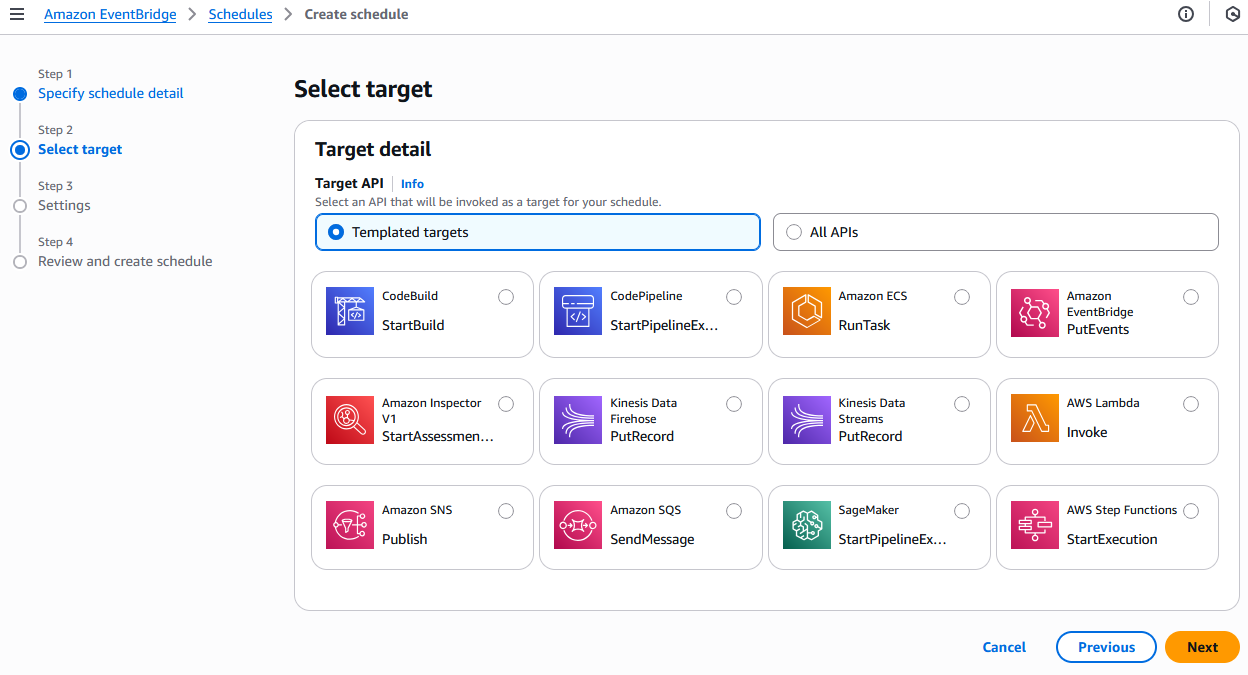 Amazon EventBridge > Schedules > Create schedule
Step 1
Specify schedule detail
Step 2
Select target
Step 3
Settings
Step 4
Review and create schedule
Select target
Target detail
Target API | Info
Select an API that will be invoked as a target for your schedule.
Templated targets
All APIs
CodeBuild
StartBuild
CodePipeline
StartPipelineEx...
Amazon ECS
RunTask
Amazon
EventBridge
PutEvents
Amazon Inspector
V1
StartAssessmen...
Kinesis Data
Firehose
PutRecord
Kinesis Data
Streams
PutRecord
AWS Lambda
Invoke
Amazon SNS
Publish
Amazon SQS
SendMessage
SageMaker
StartPipelineEx...
AWS Step Functions
StartExecution
Cancel
Previous
Next